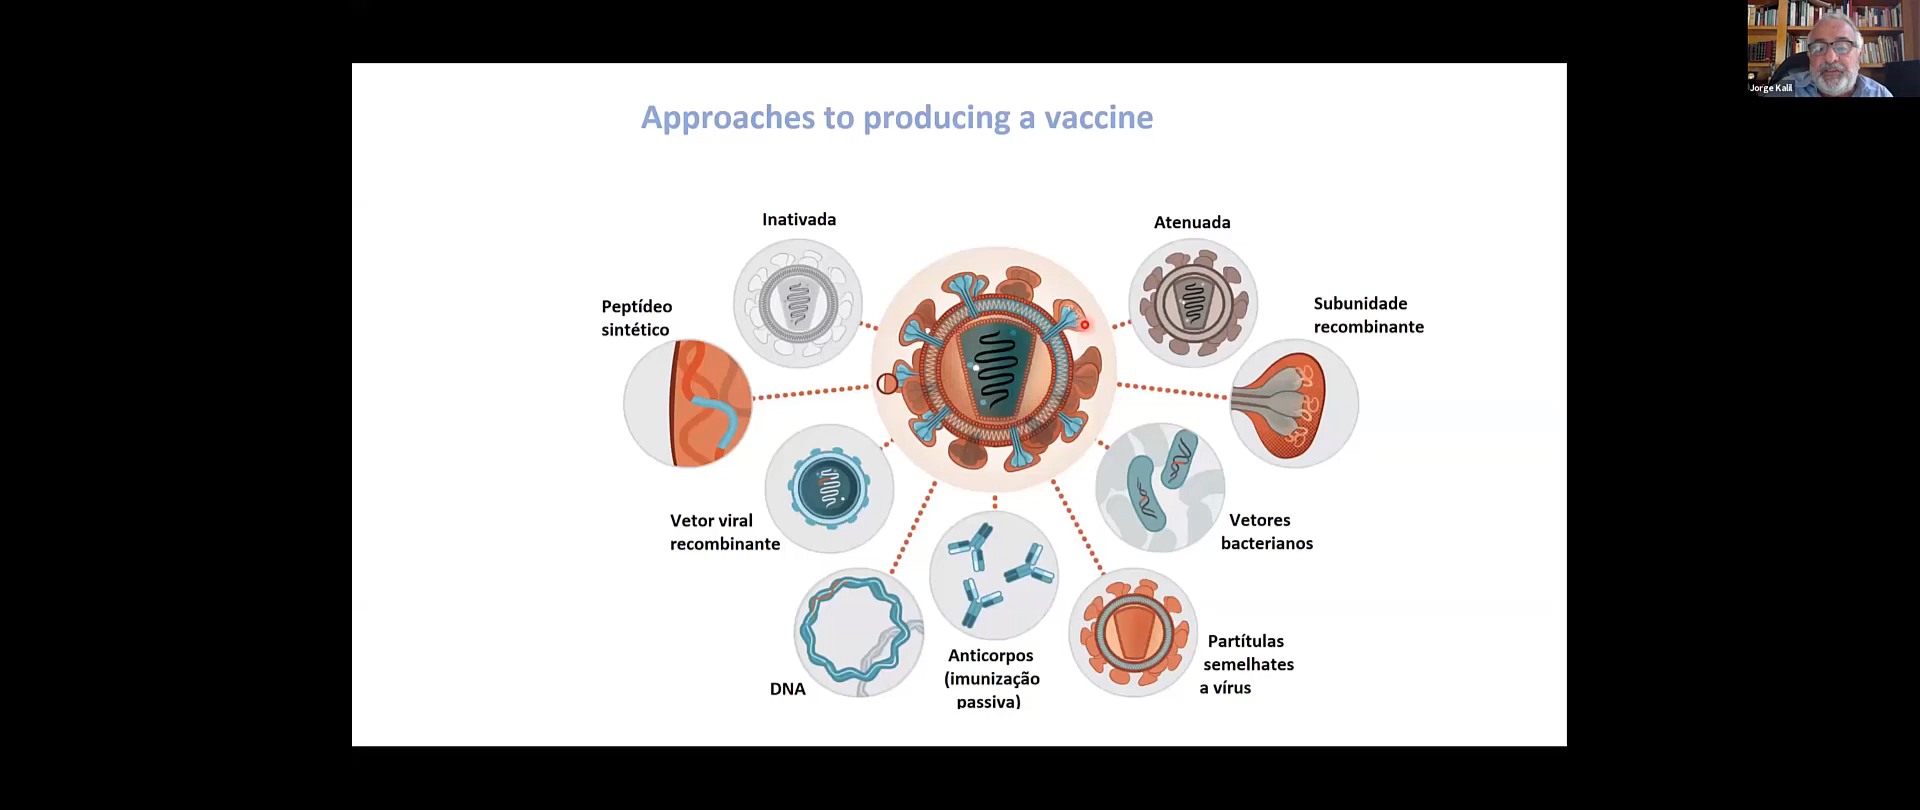 Jorge Kalil
Approaches to producing a vaccine
Inativada
Atenuada
Peptídeo
sintético
Subunidade
recombinante
Vetor viral
recombinante
Vetores
bacterianos
DNA
Anticorpos
(imunização
passiva)
Partítulas
semelhates
a vírus